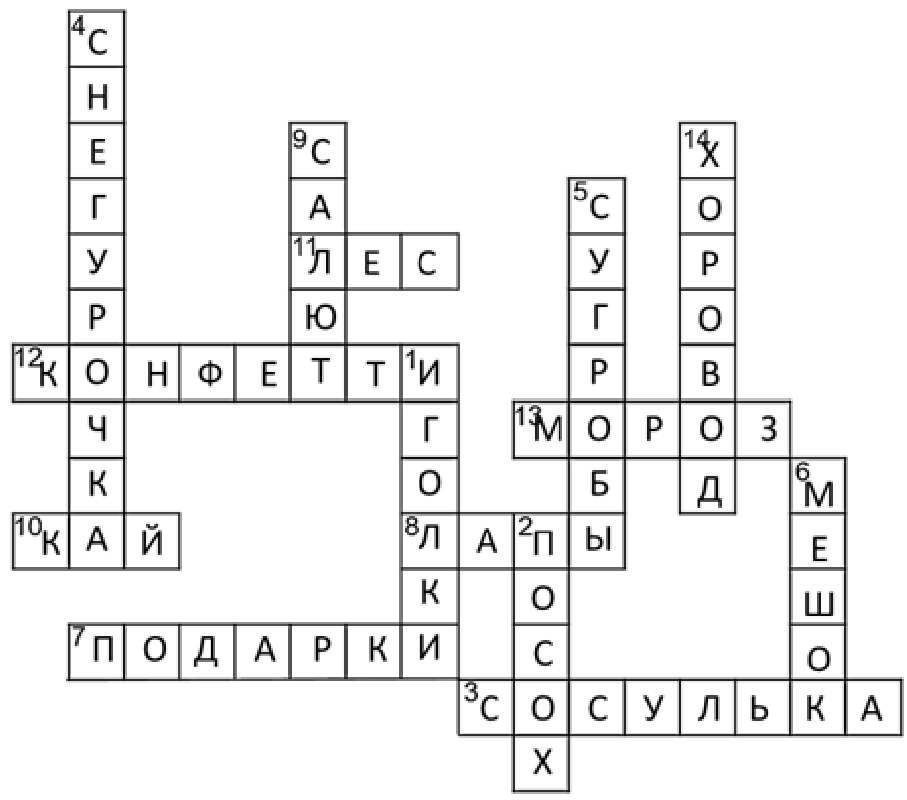 4 СНЕГУРОЧКА
9 САЛЮТ
14 ХОРОВОД
5 СУГРОБЫ
11 ЛЕС
12 КОНФЕТТИ
1 ИГОЛКИ
13 МОРОЗ
6 МЕШОК
10 КАЙ
8 ЛАПЫ
2 ПОСОХ
7 ПОДАРКИ
3 СОСУЛЬКА